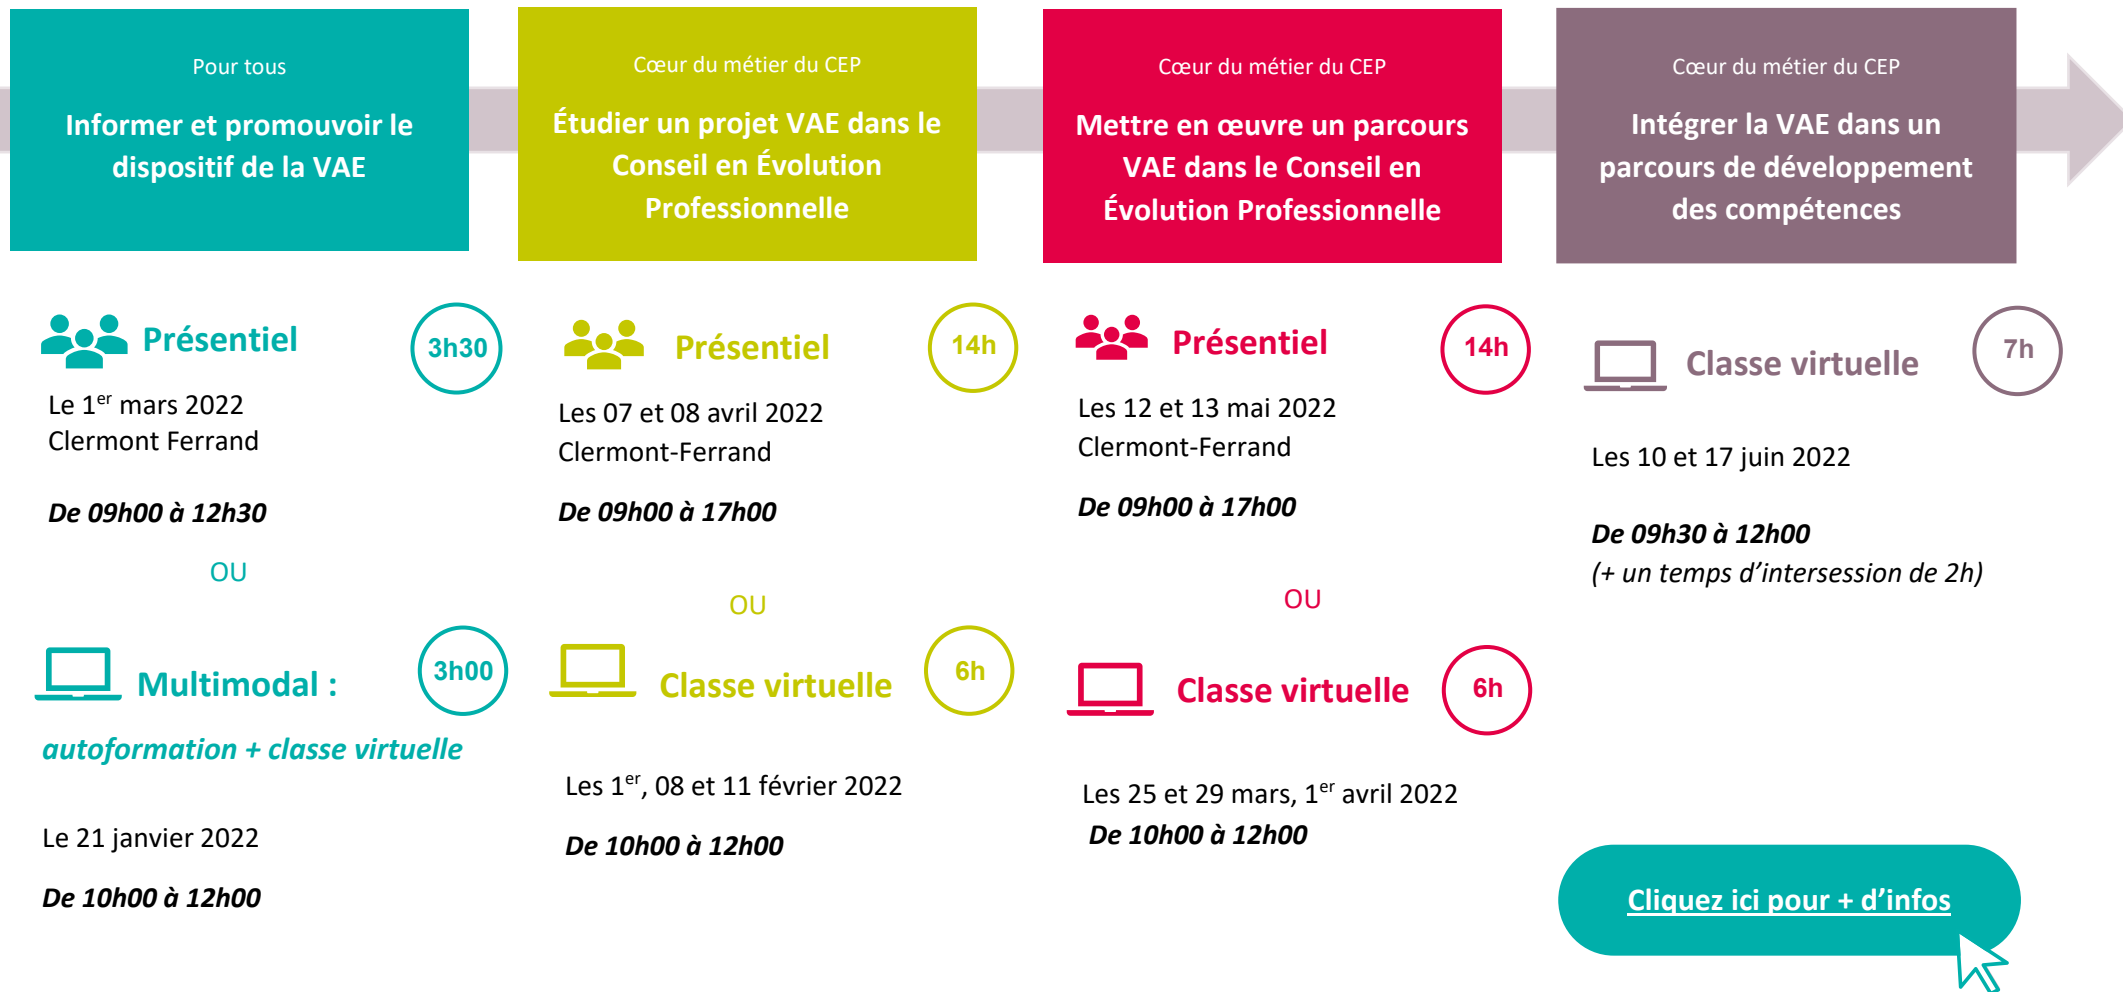 Pour tous
Informer et promouvoir le
dispositif de la VAE
Présentiel
3h30
Le 1er mars 2022
Clermont Ferrand
De 09h00 à 12h30
OU
Multimodal :
3h00
autoformation + classe virtuelle
Le 21 janvier 2022
De 10h00 à 12h00
Cœur du métier du CEP
Étudier un projet VAE dans le
Conseil en Évolution
Professionnelle
Présentiel
14h
Les 07 et 08 avril 2022
Clermont-Ferrand
De 09h00 à 17h00
OU
Classe virtuelle
6h
Les 1er, 08 et 11 février 2022
De 10h00 à 12h00
Cœur du métier du CEP
Mettre en œuvre un parcours
VAE dans le Conseil en
Évolution Professionnelle
Présentiel
14h
Les 12 et 13 mai 2022
Clermont-Ferrand
De 09h00 à 17h00
OU
Classe virtuelle
6h
Les 25 et 29 mars, 1er avril 2022
De 10h00 à 12h00
Cœur du métier du CEP
Intégrer la VAE dans un
parcours de développement
des compétences
Classe virtuelle
7h
Les 10 et 17 juin 2022
De 09h30 à 12h00
(+ un temps d’intersession de 2h)
Cliquez ici pour + d’infos